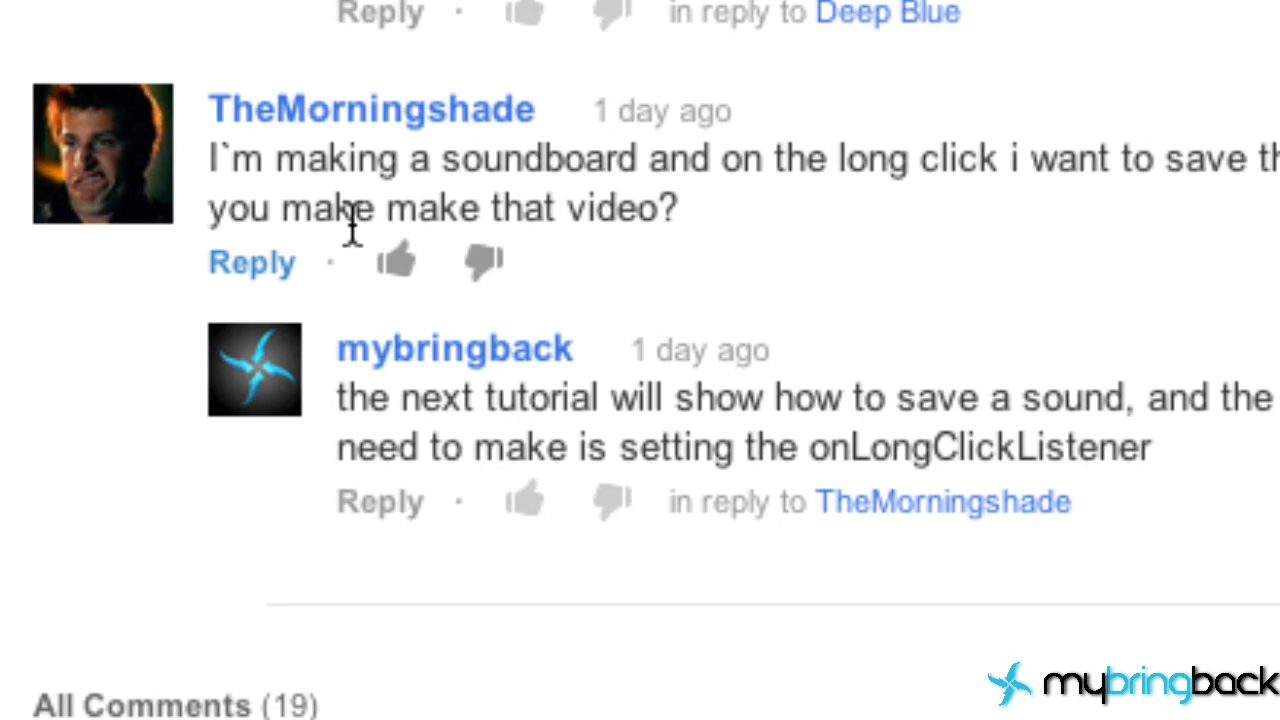 Reply · in reply to Deep Blue
TheMorningshade 1 day ago
I`m making a soundboard and on the long click i want to save th
you make make that video?
Reply ·
mybringback 1 day ago
the next tutorial will show how to save a sound, and the
need to make is setting the onLongClickListener
Reply · in reply to TheMorningshade
All Comments (19)
mybringback